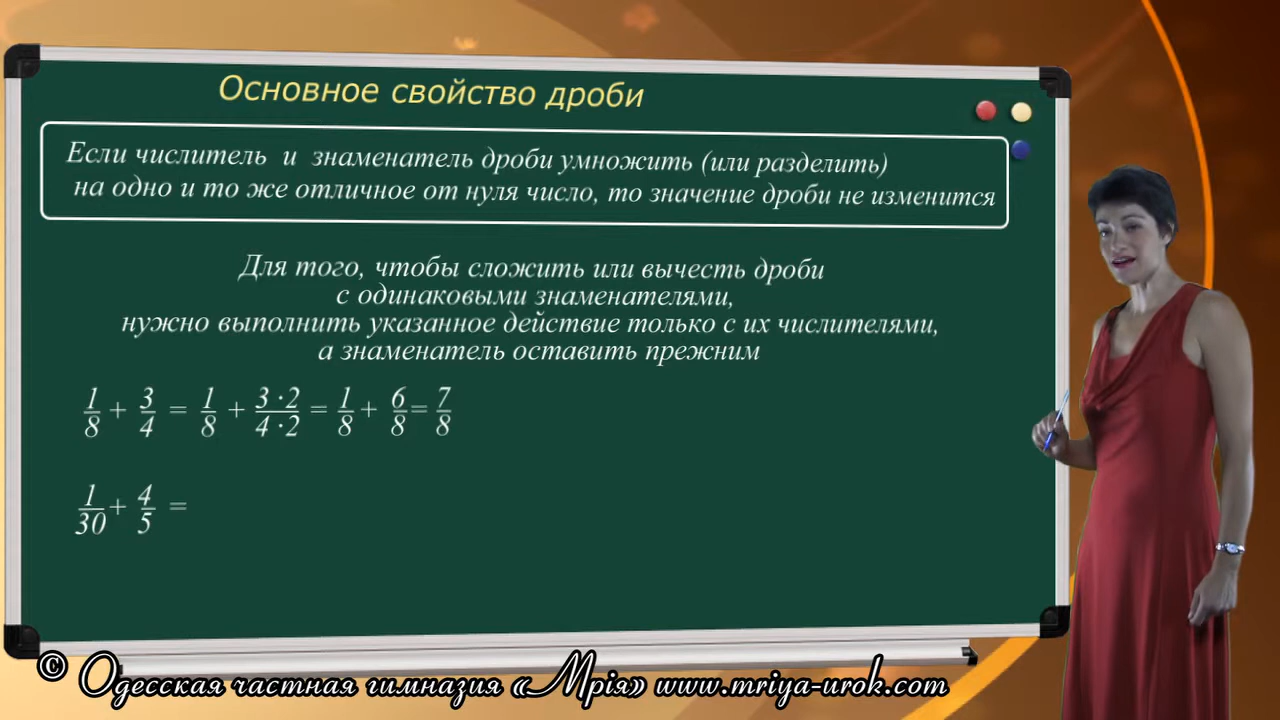 Основное свойство дроби
Если числитель и знаменатель дроби умножить (или разделить)
на одно и то же отличное от нуля число, то значение дроби не изменится
Для того, чтобы сложить или вычесть дроби
с одинаковыми знаменателями,
нужно выполнить указанное действие только с их числителями,
а знаменатель оставить прежним
1/8 + 3/4 = 1/8 + 3·2/4·2 = 1/8 + 6/8 = 7/8
1/30 + 4/5 =
© Одесская частная гимназия «Мрія» www.mriya-urok.com